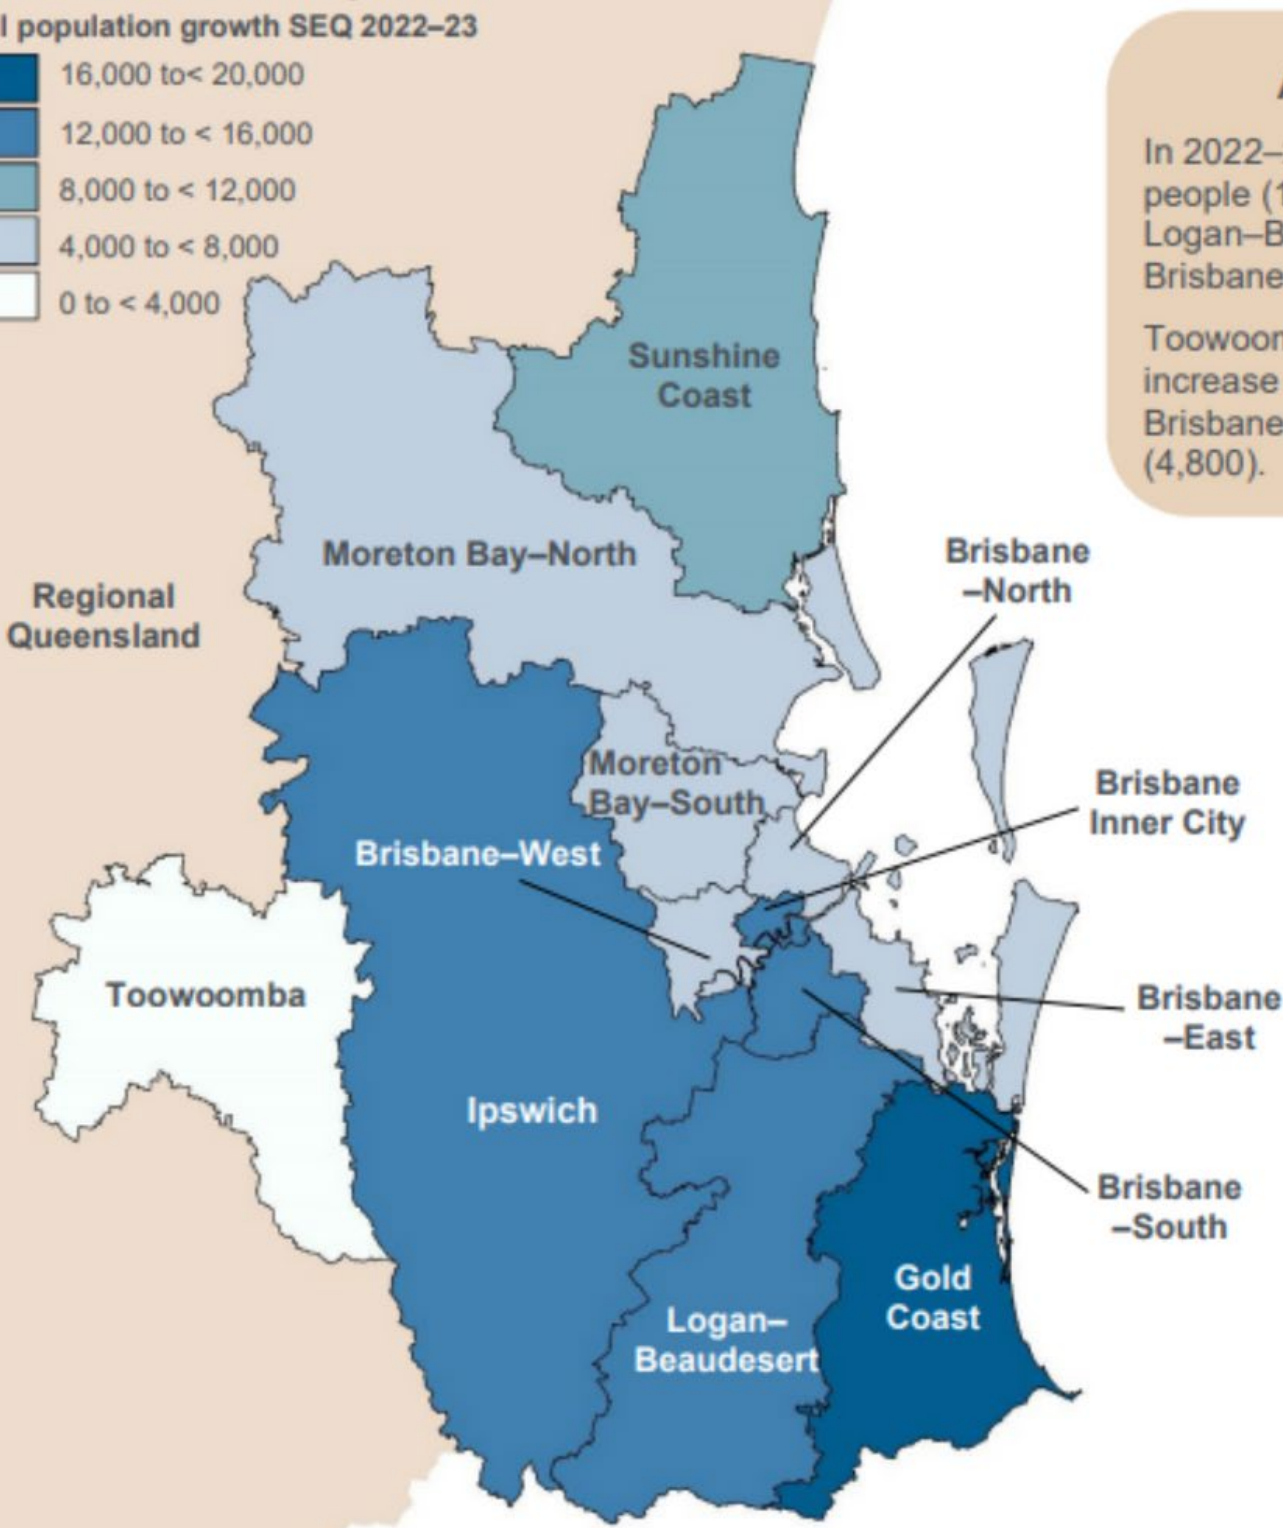 l population growth SEQ 2022–23
16,000 to< 20,000
12,000 to < 16,000
8,000 to < 12,000
4,000 to < 8,000
0 to < 4,000
In 2022–
people (1
Logan–B
Brisbane
Toowoom
increase
Brisbane
(4,800).
Sunshine
Coast
Moreton Bay–North
Regional
Queensland
Brisbane
–North
Moreton
Bay–South
Brisbane
Inner City
Brisbane–West
Toowoomba
Brisbane
–East
Ipswich
Brisbane
–South
Gold
Coast
Logan–
Beaudesert